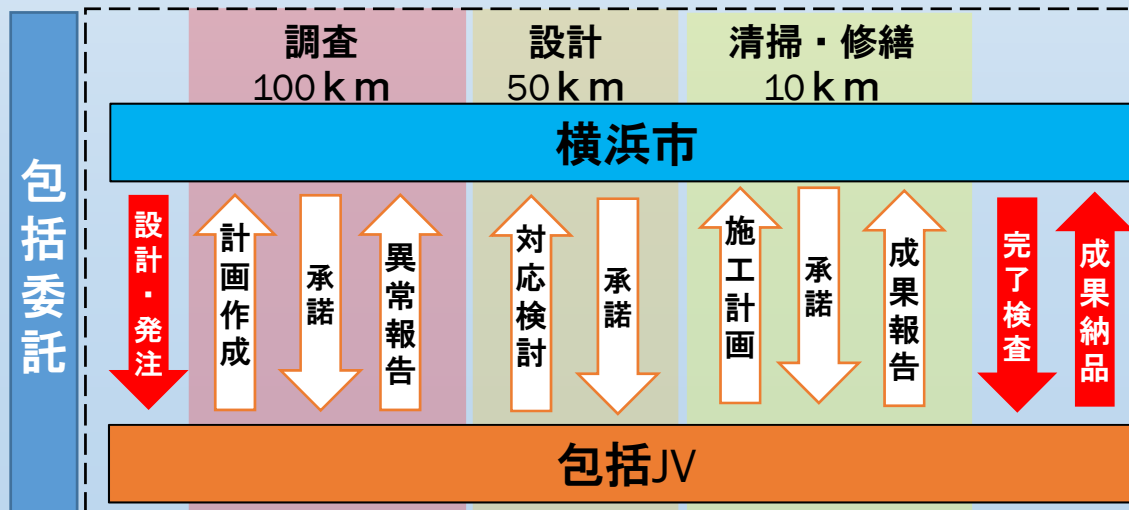 包括委託
調査
100km
設計
50km
清掃・修繕
10km
横浜市
設計・発注
計画作成
承諾
異常報告
対応検討
承諾
施工計画
承諾
成果報告
完了検査
成果納品
包括JV